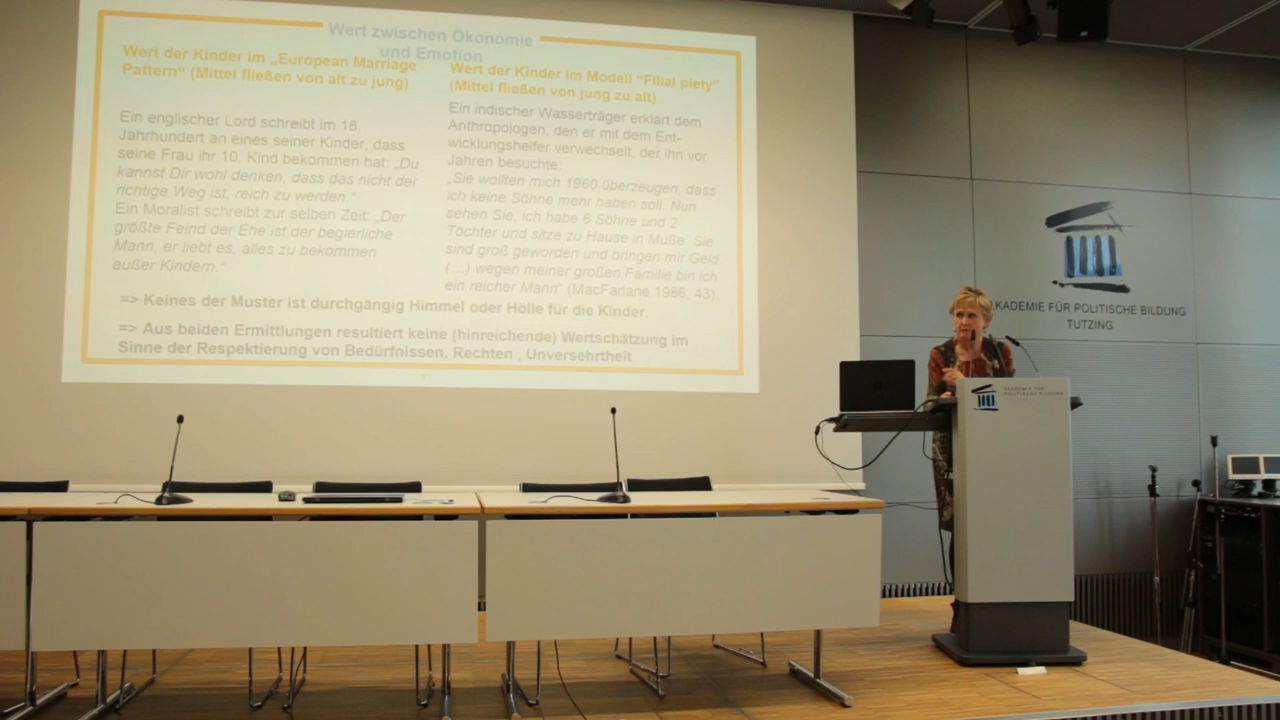 Wert zwischen Ökonomie
und Emotion
Wert der Kinder im „European Marriage
Pattern“ (Mittel fließen von alt zu jung)
Ein englischer Lord schreibt im 18.
Jahrhundert an eines seiner Kinder, dass
seine Frau ihr 10. Kind bekommen hat: „Du
kannst Dir wohl denken, dass das nicht der
richtige Weg ist, reich zu werden.“
Ein Moralist schreibt zur selben Zeit: „Der
größte Feind der Ehe ist der begierliche
Mann, er liebt es, alles zu bekommen
außer Kindern.“
Wert der Kinder im Modell “Filial piety”
(Mittel fließen von jung zu alt)
Ein indischer Wasserträger erklärt dem
Anthropologen, den er mit dem Ent-
wicklungshelfer verwechselt, der ihn vor
Jahren besuchte:
„Sie wollten mich 1960 überzeugen, dass
ich keine Söhne mehr haben soll. Nun
sehen Sie, ich habe 6 Söhne und 2
Töchter und sitze zu Hause in Muße. Sie
sind groß geworden und bringen mir Geld
(...) wegen meiner großen Familie bin ich
ein reicher Mann“ (MacFarlane 1986, 43).
=> Keines der Muster ist durchgängig Himmel oder Hölle für die Kinder.
=> Aus beiden Ermittlungen resultiert keine (hinreichende) Wertschätzung im
Sinne der Respektierung von Bedürfnissen, Rechten , Unversehrtheit
KADEMIE FÜR POLITISCHE BILDUNG
TUTZING
AKADEMIE FÜR
POLITISCHE BILDUNG